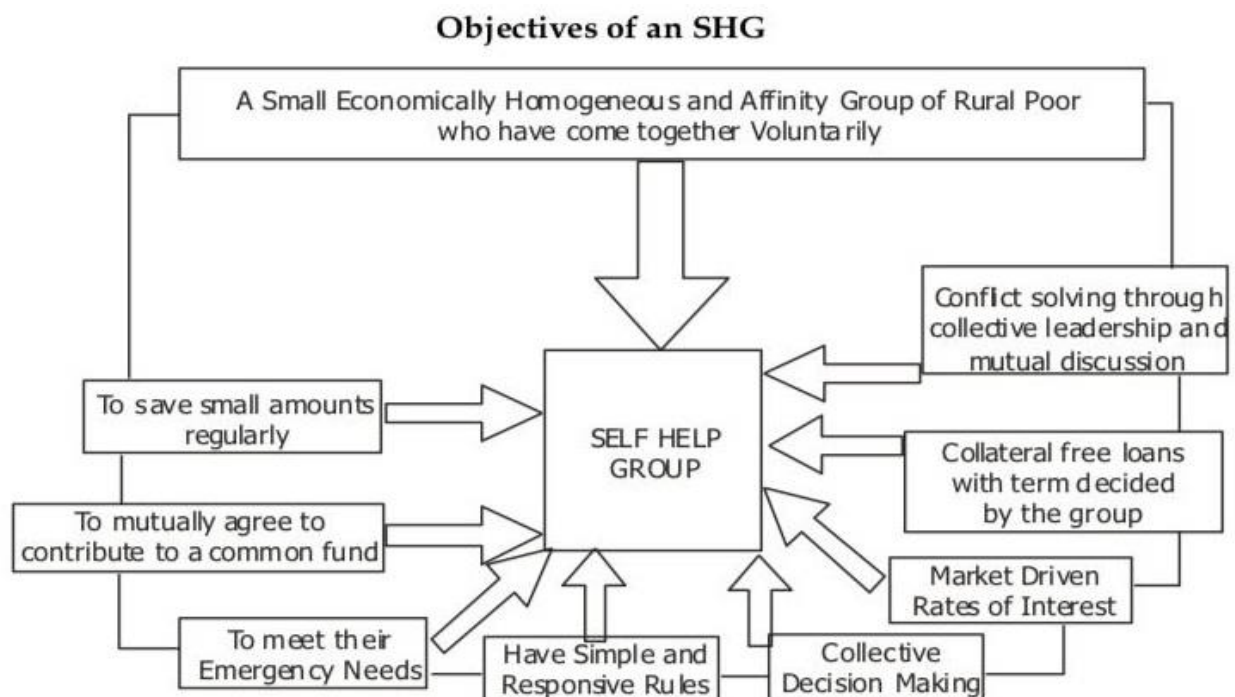 Objectives of an SHG
A Small Economically Homogeneous and Affinity Group of Rural Poor
who have come together Voluntarily
Conflict solving through
collective leadership and
mutual discussion
To save small amounts
regularly
SELF HELP
GROUP
Collateral free loans
with term decided
by the group
To mutually agree to
contribute to a common fund
Market Driven
Rates of Interest
To meet their
Emergency Needs
Have Simple and
Responsive Rules
Collective
Decision Making